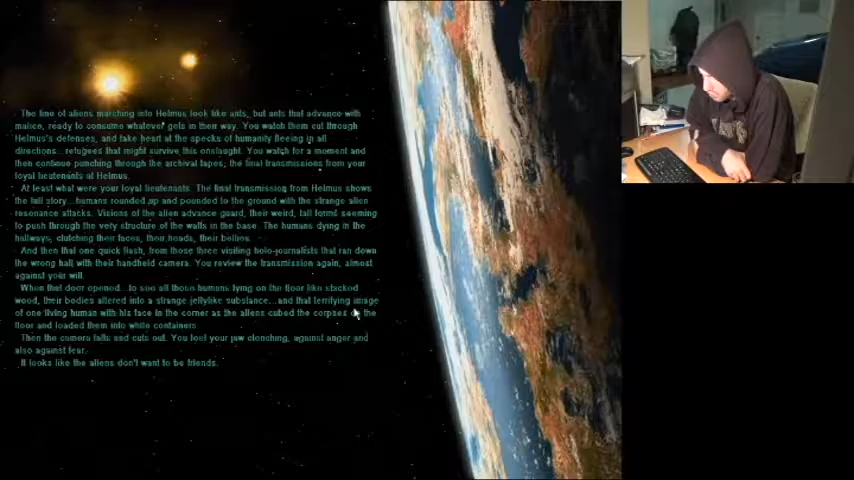 The line of aliens marching into Helmus look like ants, but ants that advance with
malice, ready to consume whatever gets in their way. You watch them cut through
Helmus's defenses, and take heart at the specks of humanity fleeing in all
directions...refugees that might survive this onslaught. You watch for a moment and
then continue punching through the archival tapes; the final transmissions from your
loyal lieutenants at Helmus.
At least what were your loyal lieutenants. The final transmission from Helmus shows
the full story...humans rounded up and pounded to the ground with the strange alien
resonance attacks. Visions of the alien advance guard, their weird, tall forms seeming
to push through the very structure of the walls in the base. The humans dying in the
hallways, clutching their faces, their heads, their bellies.
And then that one quick flash, from those three visiting holo-journalists that ran down
the wrong hall with their handheld camera. You review the transmission again, almost
against your will.
When that door opened...to see all those humans lying on the floor like stacked
wood, their bodies altered into a strange jellylike substance...and that terrifying image
of one living human with his face in the corner as the aliens cubed the corpses on the
floor and loaded them into white containers.
Then the camera falls and cuts out. You feel your jaw clenching, against anger and
also against fear.
It looks like the aliens don't want to be friends.